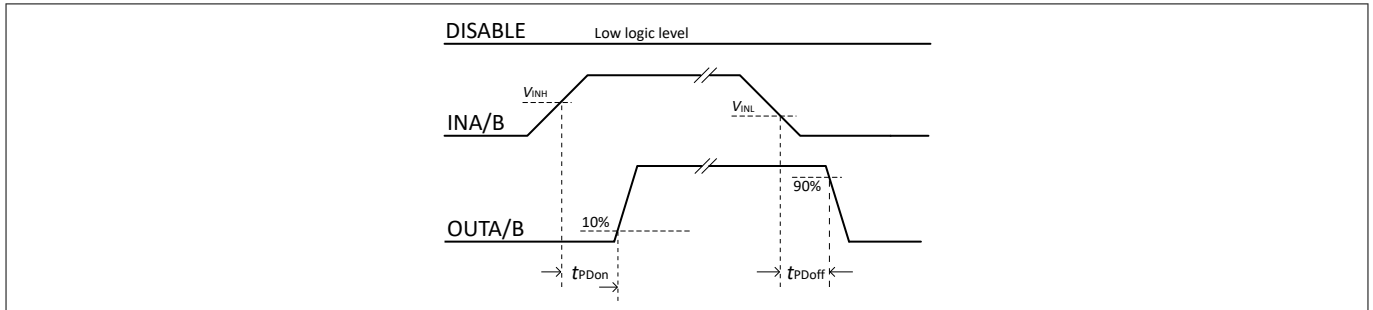 DISABLE Low logic level
VINH
VINL
INA/B
90%
10%
OUTA/B
tPDon tPDoff